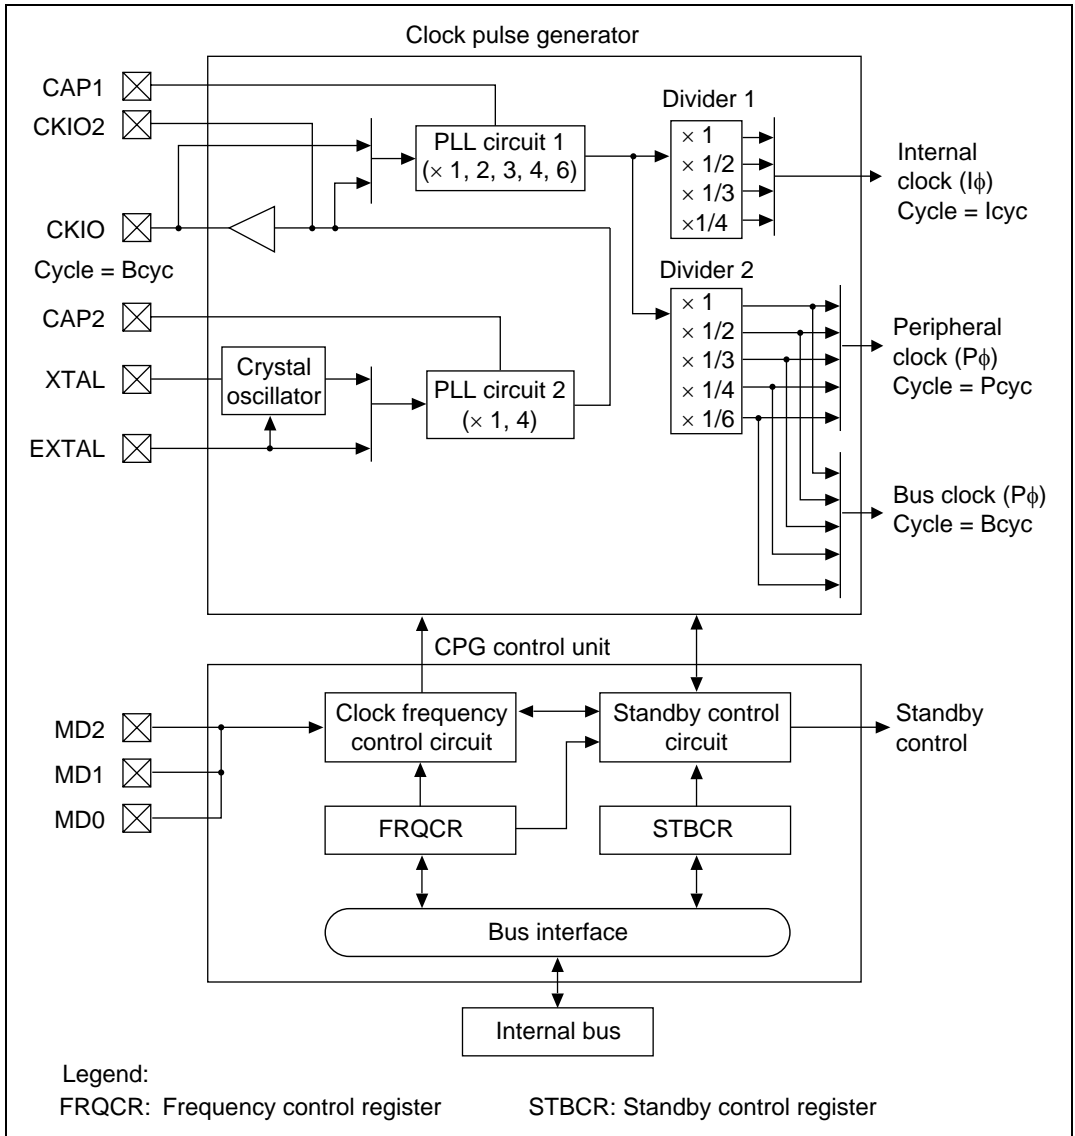 Clock pulse generator
CAP1
CKIO2
CKIO
Cycle = Bcyc
CAP2
XTAL
EXTAL
PLL circuit 1
(× 1, 2, 3, 4, 6)
Divider 1
× 1
× 1/2
× 1/3
×1/4
Internal
clock (Iϕ)
Cycle = Icyc
Crystal
oscillator
PLL circuit 2
(× 1, 4)
Divider 2
× 1
× 1/2
× 1/3
× 1/4
× 1/6
Peripheral
clock (Pϕ)
Cycle = Pcyc
Bus clock (Pϕ)
Cycle = Bcyc
CPG control unit
MD2
MD1
MD0
Clock frequency
control circuit
Standby control
circuit
Standby
control
FRQCR
STBCR
Bus interface
Internal bus
Legend:
FRQCR: Frequency control register
STBCR: Standby control register